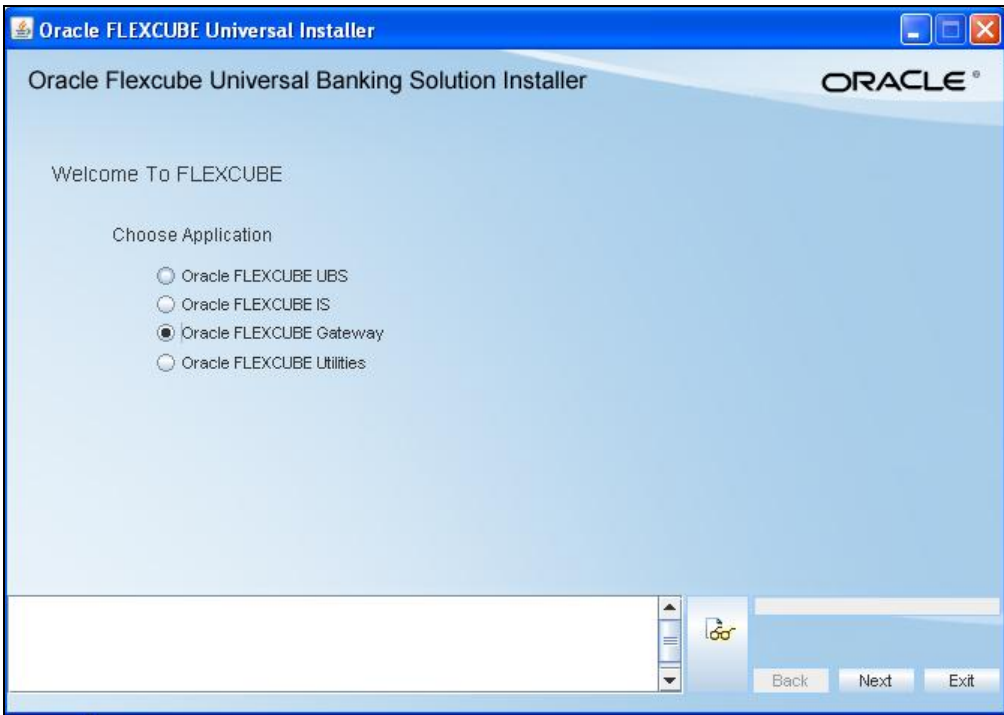 Oracle FLEXCUBE Universal Installer
Oracle Flexcube Universal Banking Solution Installer
ORACLE®
Welcome To FLEXCUBE
Choose Application
Oracle FLEXCUBE UBS
Oracle FLEXCUBE IS
Oracle FLEXCUBE Gateway
Oracle FLEXCUBE Utilities
Back Next Exit